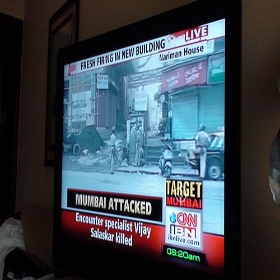 FRESH FIRING IN NEW BUILDING
LIVE
Nariman House
MUMBAI ATTACKED
TARGET
MUMBAI
Encounter specialist Vijay
Salaskar killed
CNN
IBN
ibnlive.com
09:20am